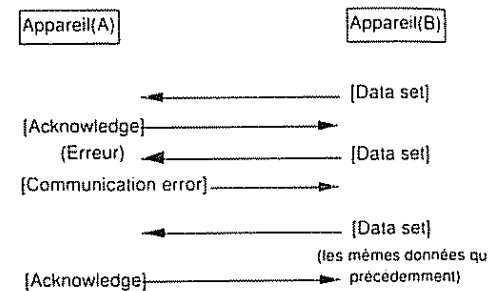 Appareil(A) Appareil(B)
[Data set]
[Acknowledge]
(Erreur) [Data set]
[Communication error]
[Data set]
(les mêmes données qu
[Acknowledge] précédemment)